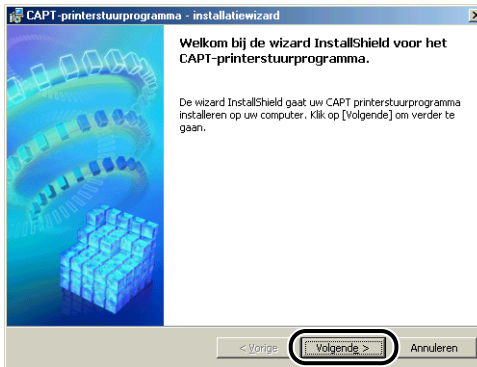 CAPT-printerstuurprogramma - installatiewizard
Welkom bij de wizard InstallShield voor het
CAPT-printerstuurprogramma.
De wizard InstallShield gaat uw CAPT printerstuurprogramma
installeren op uw computer. Klik op [Volgende] om verder te
gaan.
< Vorige Volgende > Annuleren